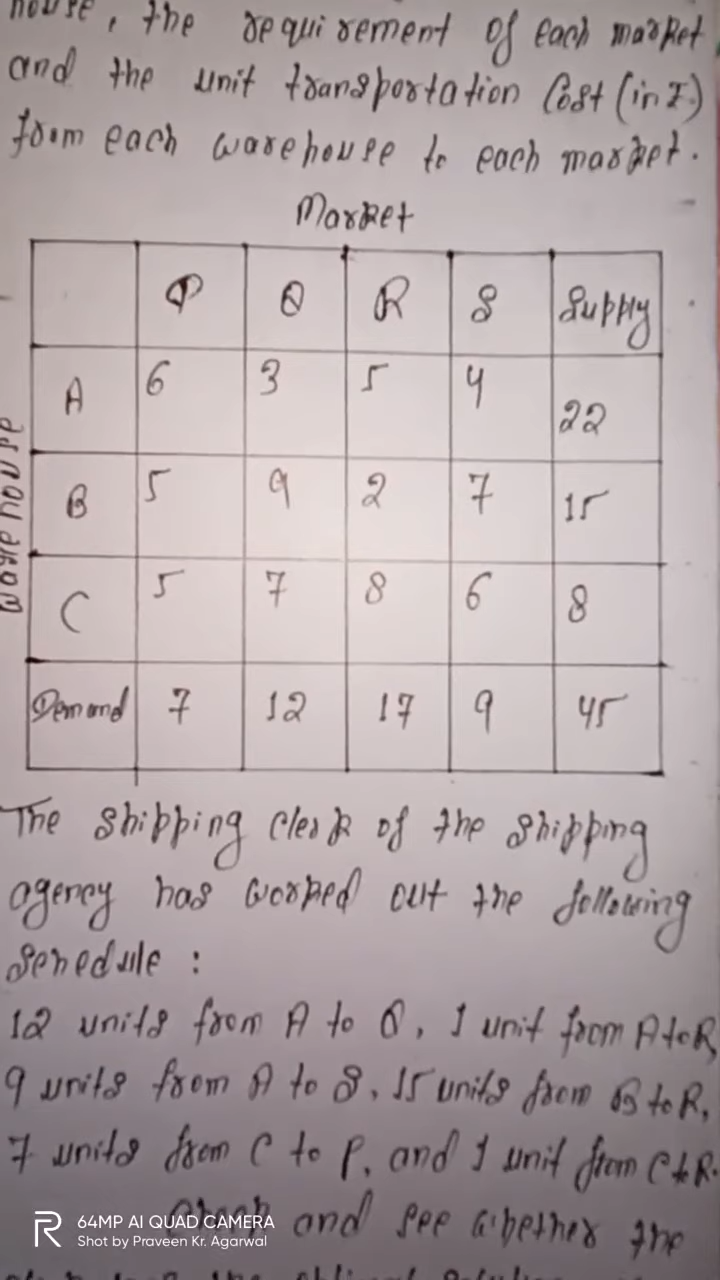 house, the requirement of each market
and the unit transportation Cost (in ₹)
from each warehouse to each market.
Market
P Q R S Supply
A 6 3 5 4 22
warehouse
B 5 9 2 7 15
C 5 7 8 6 8
Demand 7 12 17 9 45
The shipping clerk of the shipping
agency has worked out the following
schedule :
12 units from A to Q, 1 unit from A to R,
9 units from A to S, 15 units from B to R,
7 units from C to P, and 1 unit from C to R.
and see whether the
64MP AI QUAD CAMERA
Shot by Praveen Kr. Agarwal
the